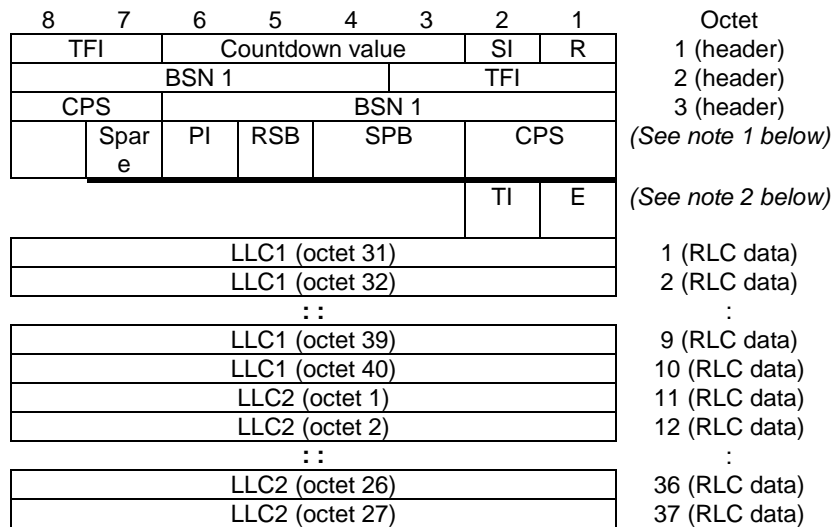 8 7 6 5 4 3 2 1 Octet
TFI Countdown value SI R 1 (header)
BSN 1 TFI 2 (header)
CPS BSN 1 3 (header)
Spar PI RSB SPB CPS (See note 1 below)
e
TI E (See note 2 below)
LLC1 (octet 31) 1 (RLC data)
LLC1 (octet 32) 2 (RLC data)
: : :
LLC1 (octet 39) 9 (RLC data)
LLC1 (octet 40) 10 (RLC data)
LLC2 (octet 1) 11 (RLC data)
LLC2 (octet 2) 12 (RLC data)
: : :
LLC2 (octet 26) 36 (RLC data)
LLC2 (octet 27) 37 (RLC data)